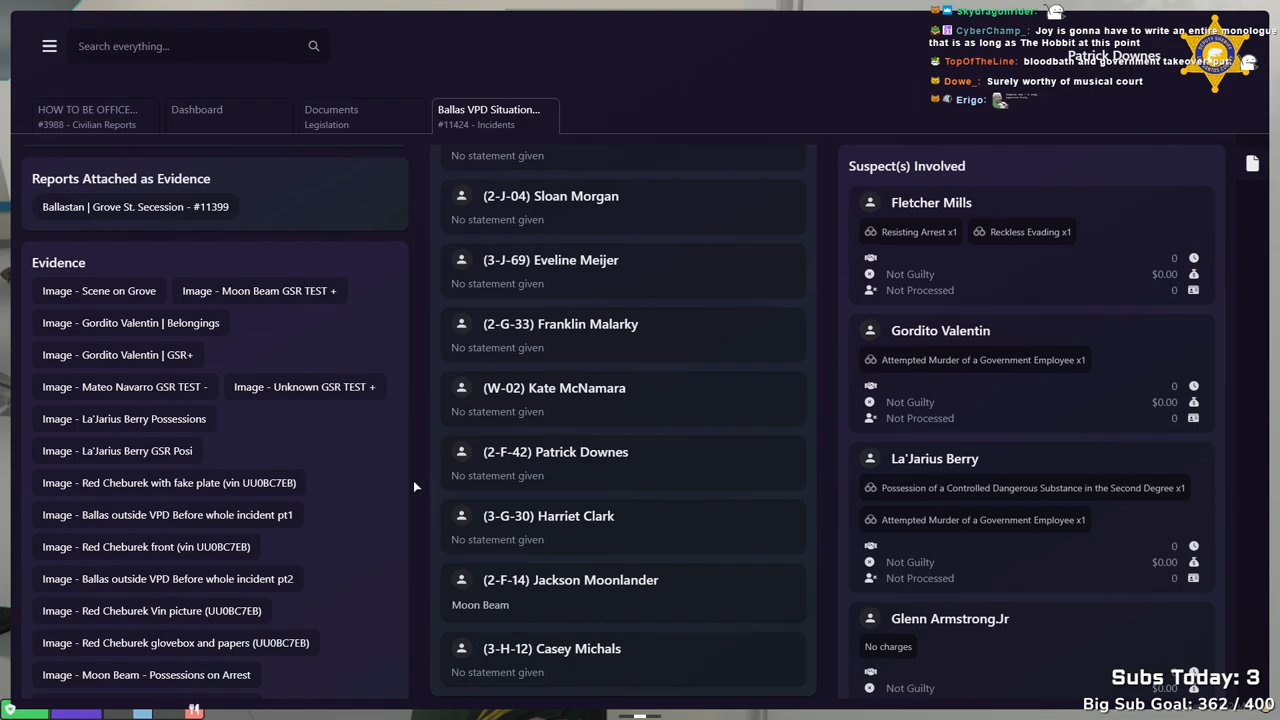 Search everything...
Skydragonrider:
CyberChamp_: Joy is gonna have to write an entire monologue
that is as long as The Hobbit at this point
Patrick Downes
TopOfTheLine: bloodbath and government takeover
Dowe_: Surely worthy of musical court
Erigo:
HOW TO BE OFFICE...
#3988 - Civilian Reports
Dashboard
Documents
Legislation
Ballas VPD Situation...
#11424 - Incidents
Reports Attached as Evidence
Ballastan | Grove St. Secession - #11399
Evidence
Image - Scene on Grove
Image - Moon Beam GSR TEST +
Image - Gordito Valentin | Belongings
Image - Gordito Valentin | GSR+
Image - Mateo Navarro GSR TEST -
Image - Unknown GSR TEST +
Image - La'Jarius Berry Possessions
Image - La'Jarius Berry GSR Posi
Image - Red Cheburek with fake plate (vin UU0BC7EB)
Image - Ballas outside VPD Before whole incident pt1
Image - Red Cheburek front (vin UU0BC7EB)
Image - Ballas outside VPD Before whole incident pt2
Image - Red Cheburek Vin picture (UU0BC7EB)
Image - Red Cheburek glovebox and papers (UU0BC7EB)
Image - Moon Beam - Possessions on Arrest
No statement given
(2-J-04) Sloan Morgan
No statement given
(3-J-69) Eveline Meijer
No statement given
(2-G-33) Franklin Malarky
No statement given
(W-02) Kate McNamara
No statement given
(2-F-42) Patrick Downes
No statement given
(3-G-30) Harriet Clark
No statement given
(2-F-14) Jackson Moonlander
Moon Beam
(3-H-12) Casey Michals
No statement given
Suspect(s) Involved
Fletcher Mills
Resisting Arrest x1
Reckless Evading x1
0
Not Guilty
$0.00
Not Processed
0
Gordito Valentin
Attempted Murder of a Government Employee x1
0
Not Guilty
$0.00
Not Processed
0
La'Jarius Berry
Possession of a Controlled Dangerous Substance in the Second Degree x1
Attempted Murder of a Government Employee x1
0
Not Guilty
$0.00
Not Processed
0
Glenn Armstrong.Jr
No charges
0
Not Guilty
$0.00
Subs Today: 3
Big Sub Goal: 362 / 400